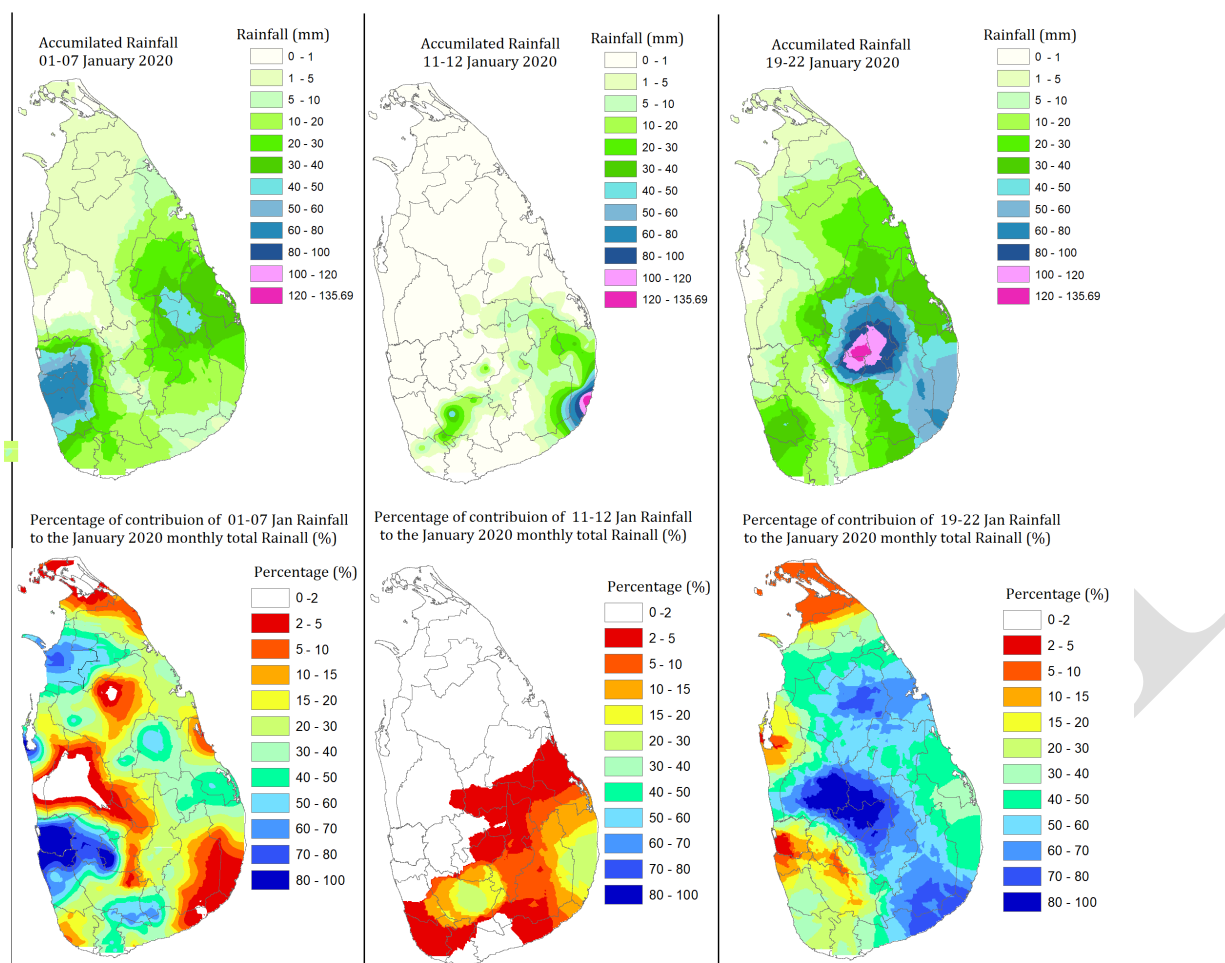 Accumilated Rainfall
01-07 January 2020
Rainfall (mm)
0 - 1
1 - 5
5 - 10
10 - 20
20 - 30
30 - 40
40 - 50
50 - 60
60 - 80
80 - 100
100 - 120
120 - 135.69
Accumilated Rainfall
11-12 January 2020
Rainfall (mm)
0 - 1
1 - 5
5 - 10
10 - 20
20 - 30
30 - 40
40 - 50
50 - 60
60 - 80
80 - 100
100 - 120
120 - 135.69
Accumilated Rainfall
19-22 January 2020
Rainfall (mm)
0 - 1
1 - 5
5 - 10
10 - 20
20 - 30
30 - 40
40 - 50
50 - 60
60 - 80
80 - 100
100 - 120
120 - 135.69
Percentage of contribuion of 01-07 Jan Rainfall
to the January 2020 monthly total Rainall (%)
Percentage (%)
0 -2
2 - 5
5 - 10
10 - 15
15 - 20
20 - 30
30 - 40
40 - 50
50 - 60
60 - 70
70 - 80
80 - 100
Percentage of contribuion of 11-12 Jan Rainfall
to the January 2020 monthly total Rainall (%)
Percentage (%)
0 -2
2 - 5
5 - 10
10 - 15
15 - 20
20 - 30
30 - 40
40 - 50
50 - 60
60 - 70
70 - 80
80 - 100
Percentage of contribuion of 19-22 Jan Rainfall
to the January 2020 monthly total Rainall (%)
Percentage (%)
0 -2
2 - 5
5 - 10
10 - 15
15 - 20
20 - 30
30 - 40
40 - 50
50 - 60
60 - 70
70 - 80
80 - 100